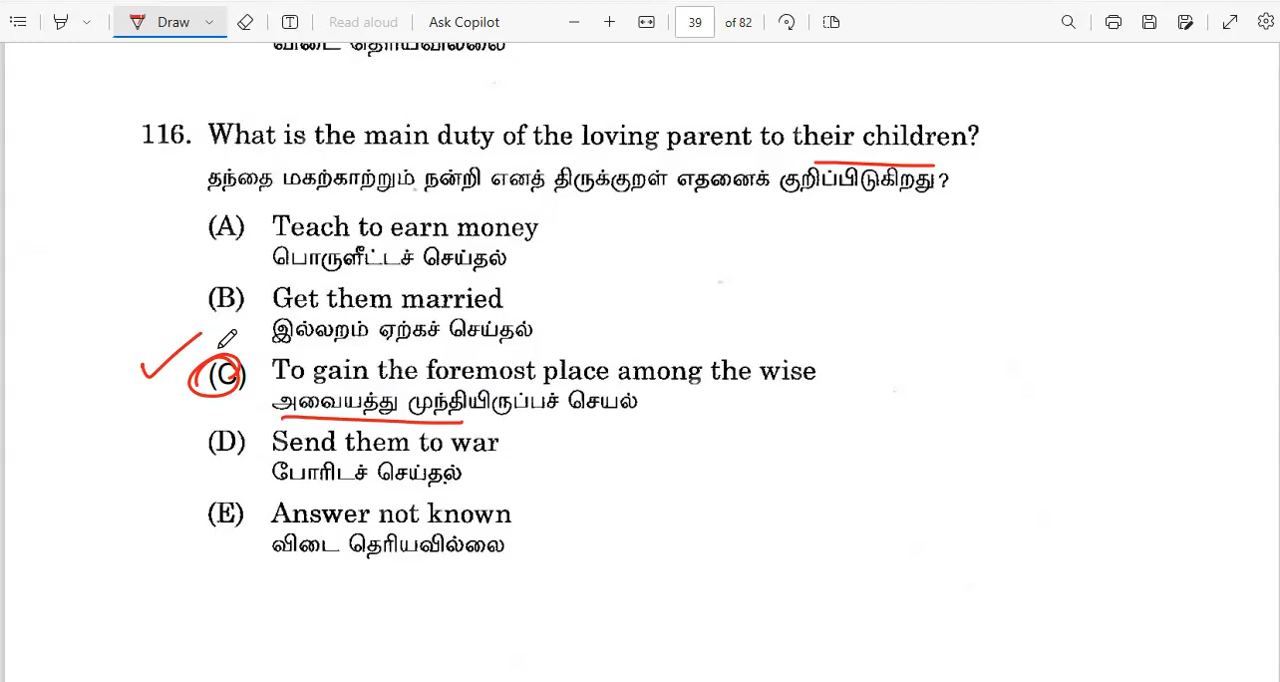 Draw
Read aloud
Ask Copilot
39
of 82
விடை தெரியவில்லை
116. What is the main duty of the loving parent to their children?
தந்தை மகற்காற்றும் நன்றி எனத் திருக்குறள் எதனைக் குறிப்பிடுகிறது?
(A) Teach to earn money
பொருளீட்டச் செய்தல்
(B) Get them married
இல்லறம் ஏற்கச் செய்தல்
(C) To gain the foremost place among the wise
அவையத்து முந்தியிருப்பச் செயல்
(D) Send them to war
போரிடச் செய்தல்
(E) Answer not known
விடை தெரியவில்லை